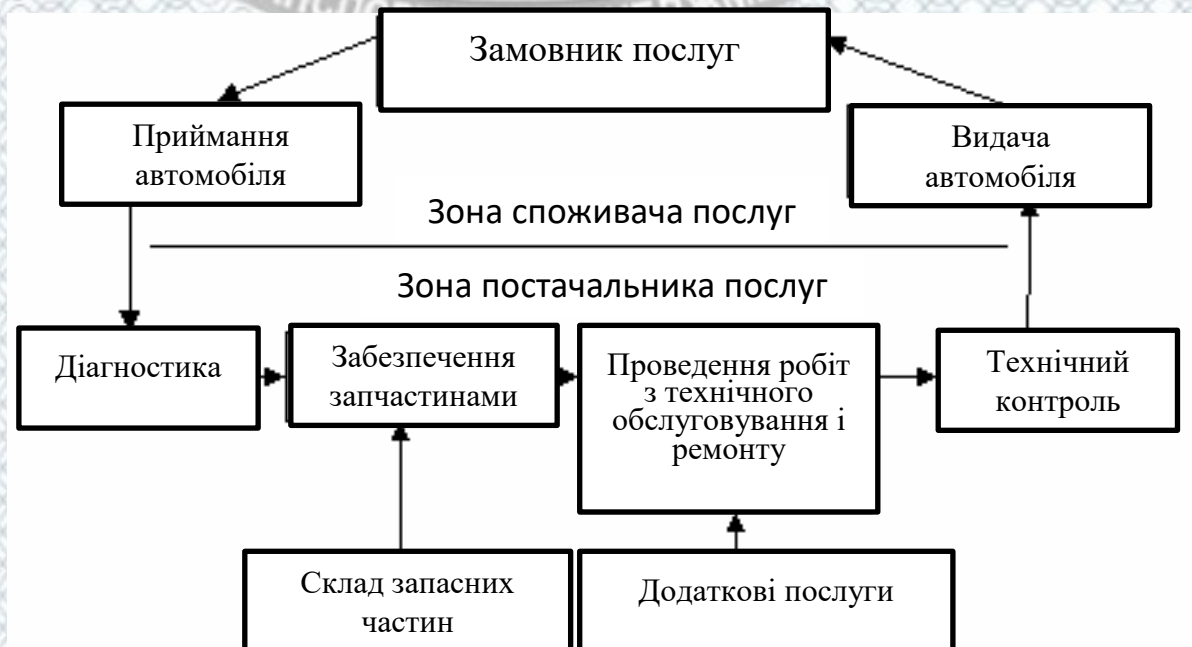 Замовник послуг
Приймання
автомобіля
Видача
автомобіля
Зона споживача послуг
Зона постачальника послуг
Діагностика
Забезпечення
запчастинами
Проведення робіт
з технічного
обслуговування і
ремонту
Технічний
контроль
Склад запасних
частин
Додаткові послуги